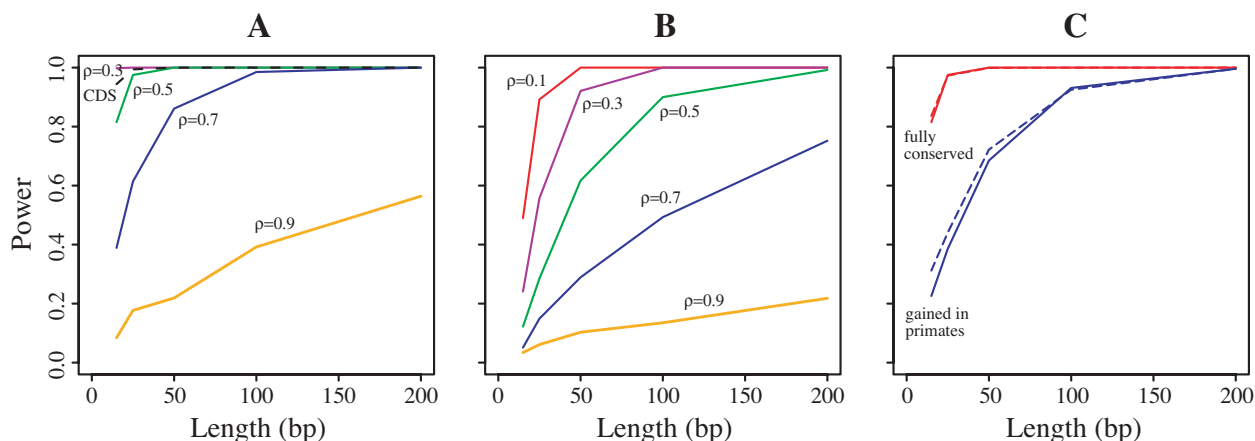 A
B
C
Power
0.0
0.2
0.4
0.6
0.8
1.0
ρ=0.3
CDS
ρ=0.5
ρ=0.7
ρ=0.9
0
50
100
150
200
Length (bp)
ρ=0.1
ρ=0.3
ρ=0.5
ρ=0.7
ρ=0.9
0
50
100
150
200
Length (bp)
fully
conserved
gained in
primates
0
50
100
150
200
Length (bp)